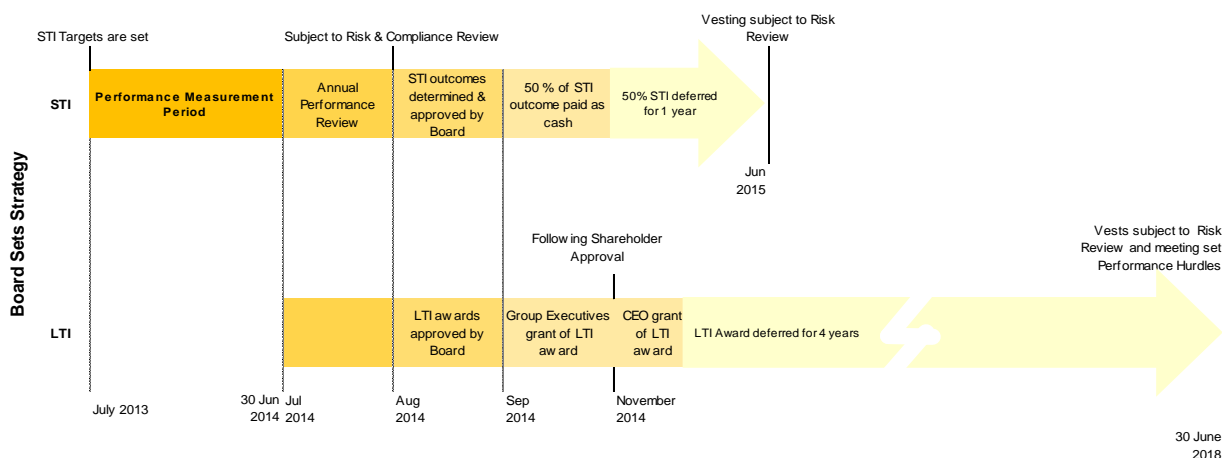 Vesting subject to Risk
Review
STI Targets are set
Subject to Risk & Compliance Review
STI
Performance Measurement
Period
Annual
Performance
Review
STI outcomes
determined &
approved by
Board
50 % of STI
outcome paid as
cash
50% STI deferred
for 1 year
Jun
2015
Board Sets Strategy
Following Shareholder
Approval
Vests subject to Risk
Review and meeting set
Performance Hurdles
LTI
LTI awards
approved by
Board
Group Executives
grant of LTI
award
CEO grant
of LTI
award
LTI Award deferred for 4 years
July 2013
30 Jun
2014
Jul
2014
Aug
2014
Sep
2014
November
2014
30 June
2018